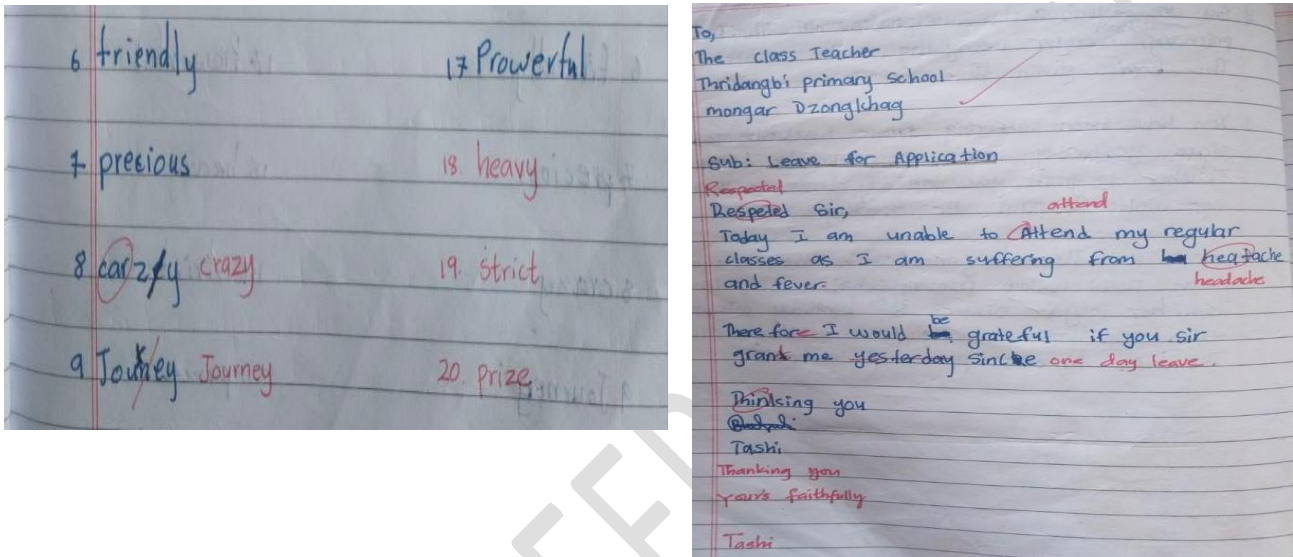 6 friendly
17 Prowerful
7 precious
18. heavy
8 carzy crazy
19. Strict
9 Journey
20. prize
To,
The class Teacher
Thridangbi primary School
mongar Dzongkhag
Sub: Leave for Application
Respected
Respeted Sir,
attend
Today I am unable to Attend my regular
classes as I am suffering from heatache
and fever.
headache
be
There fore I would grateful if you sir
grant me yesterday since one day leave.
Thinking you
Tashi
Thanking you
your's faithfully
Tashi